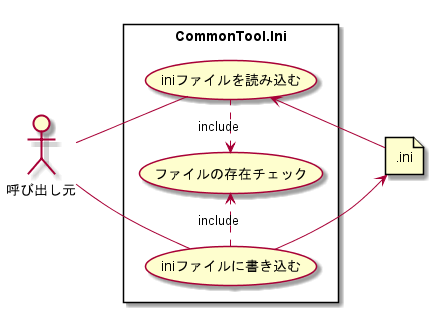 CommonTool.Ini
iniファイルを読み込む
include
ファイルの存在チェック
.ini
呼び出し元
include
iniファイルに書き込む